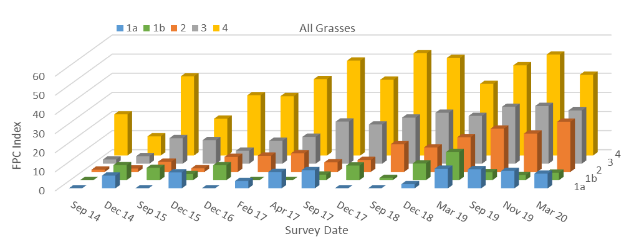 All Grasses
1a 1b 2 3 4
FPC Index
60
50
40
30
20
10
0
Sep 14
Dec 14
Sep 15
Dec 15
Dec 16
Feb 17
Apr 17
Sep 17
Dec 17
Sep 18
Dec 18
Mar 19
Sep 19
Nov 19
Mar 20
4
3
2
1b
1a
Survey Date